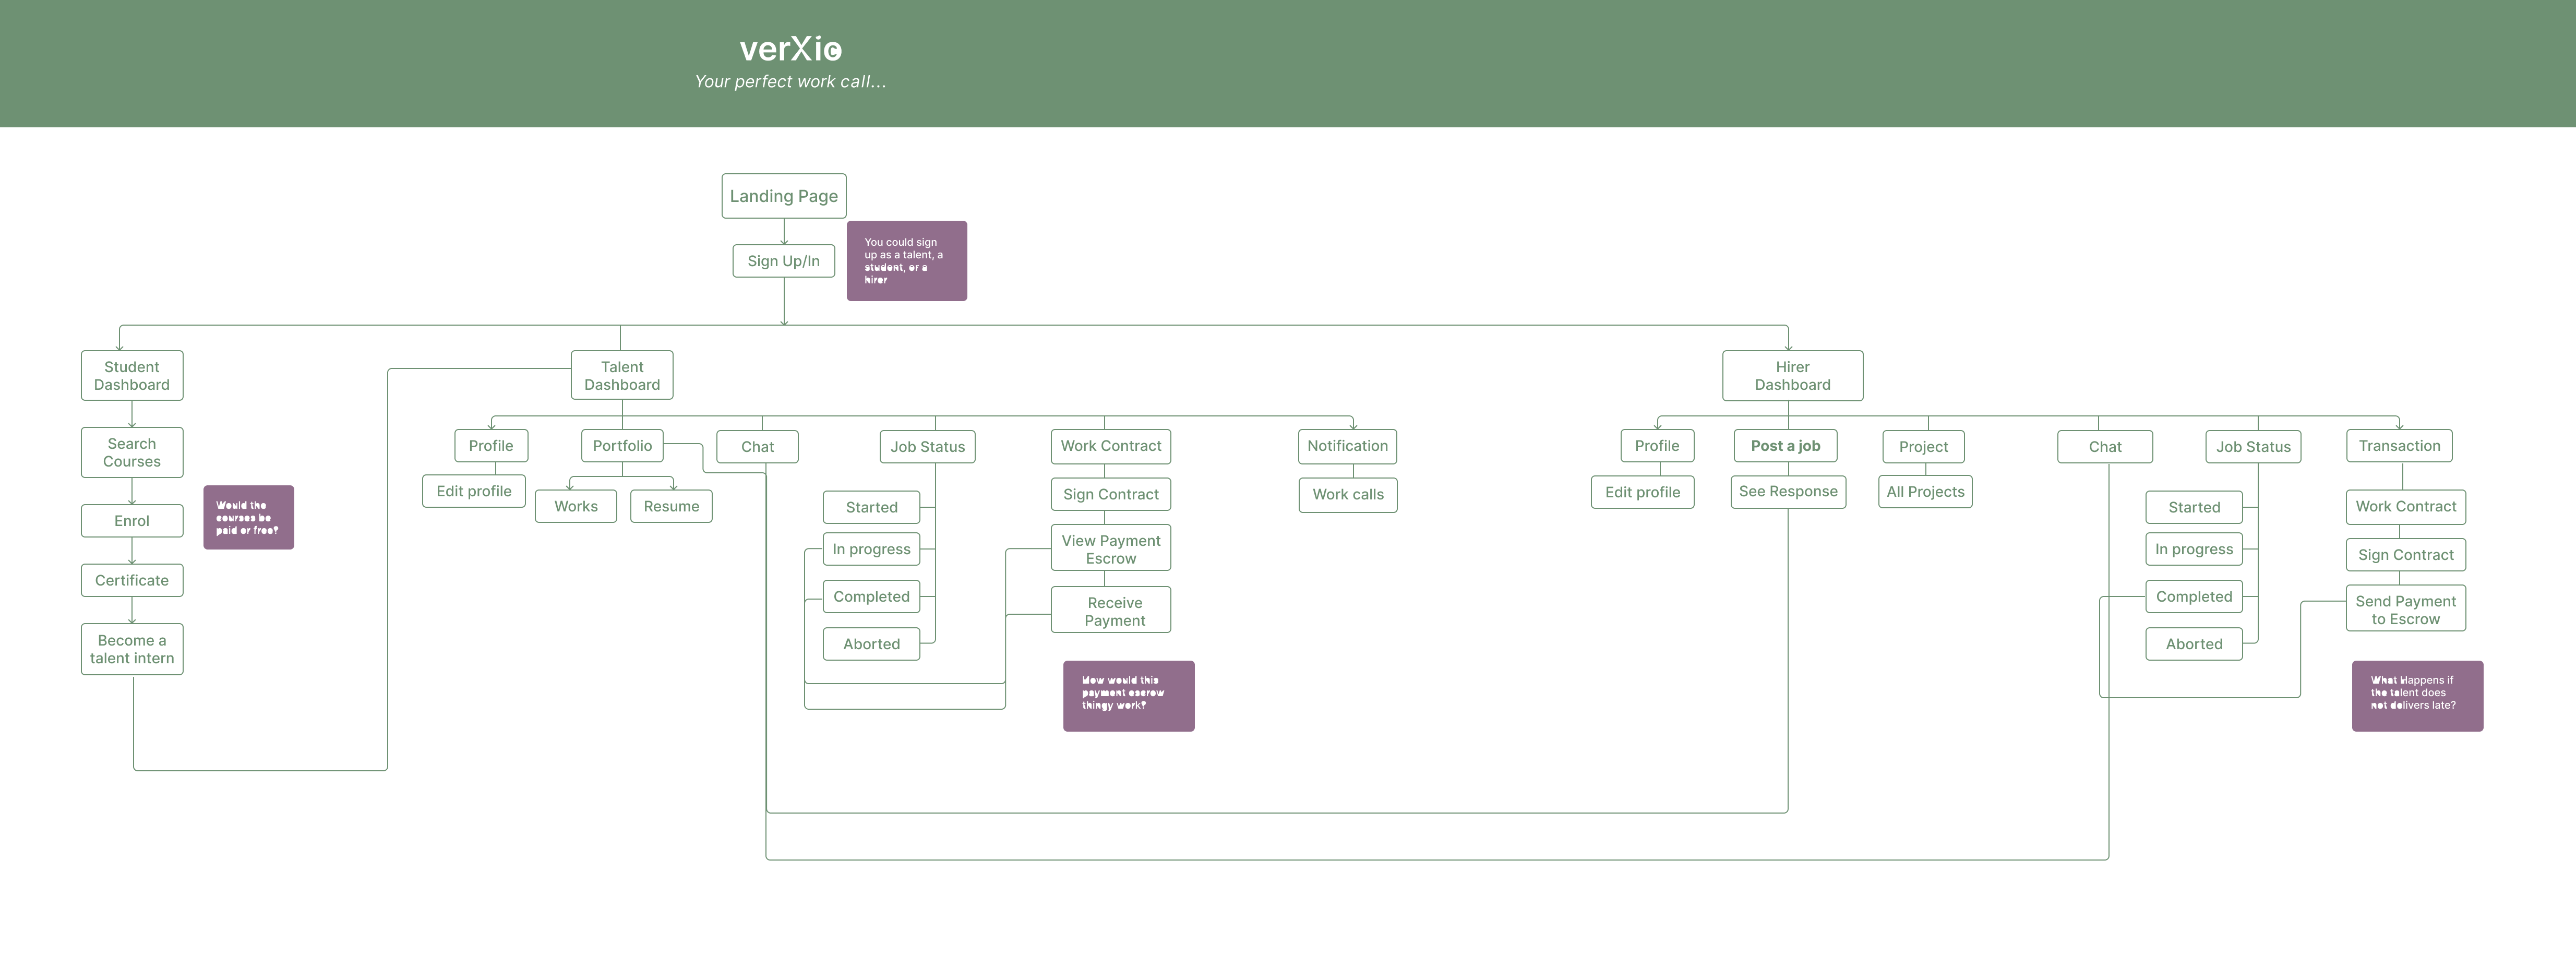 verXio
Your perfect work call...
Landing Page
Sign Up/In
You could sign
up as a talent, a
student, or a
hirer
Student
Dashboard
Search
Courses
Enrol
Certificate
Become a
talent intern
Would the
courses be
paid or free?
Talent
Dashboard
Profile
Edit profile
Portfolio
Works
Resume
Chat
Job Status
Started
In progress
Completed
Aborted
Work Contract
Sign Contract
View Payment
Escrow
Receive
Payment
How would this
payment escrow
thingy work?
Notification
Work calls
Hirer
Dashboard
Profile
Edit profile
Post a job
See Response
Project
All Projects
Chat
Job Status
Started
In progress
Completed
Aborted
Transaction
Work Contract
Sign Contract
Send Payment
to Escrow
What Happens if
the talent does
not delivers late?